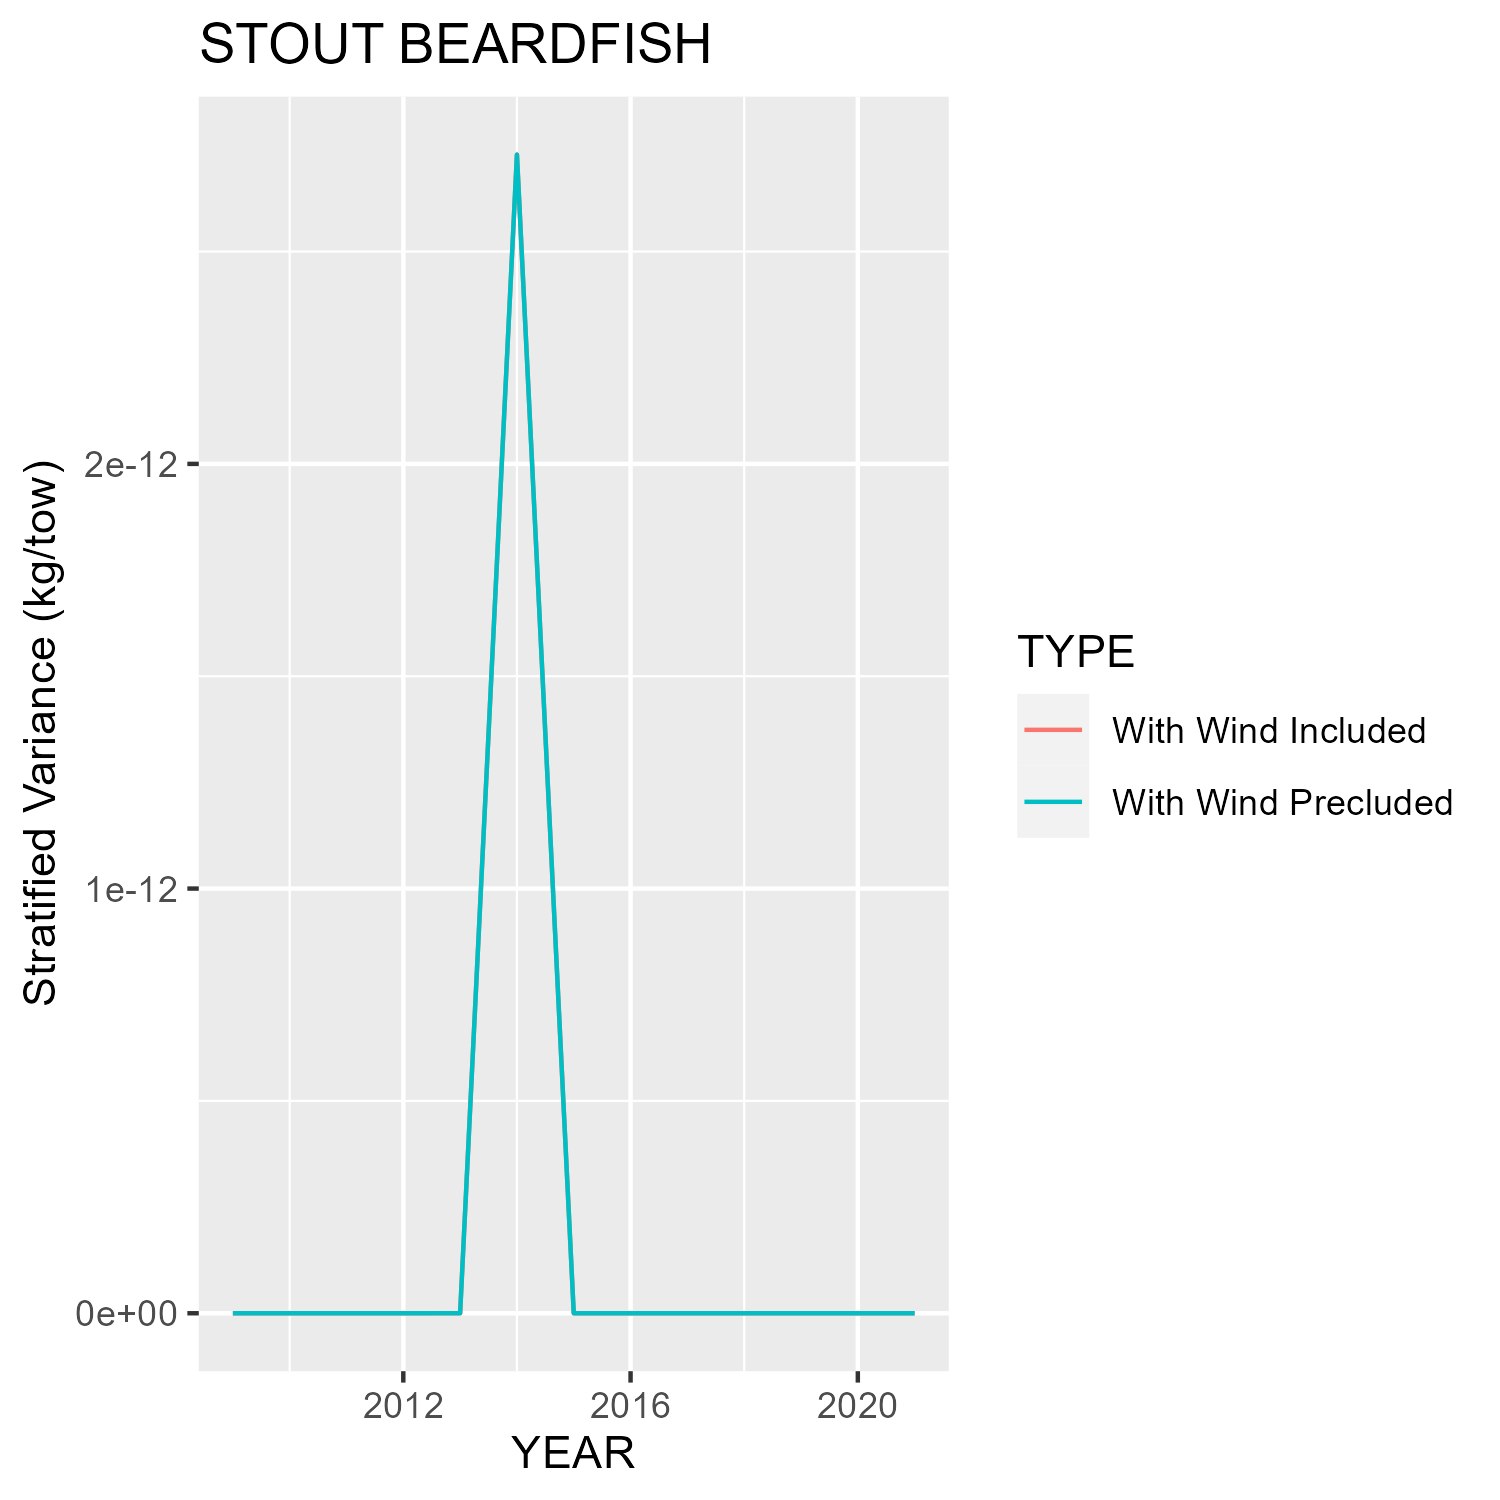 STOUT BEARDFISH
Stratified Variance (kg/tow)
2e-12
1e-12
0e+00
2012
2016
2020
YEAR
TYPE
With Wind Included
With Wind Precluded